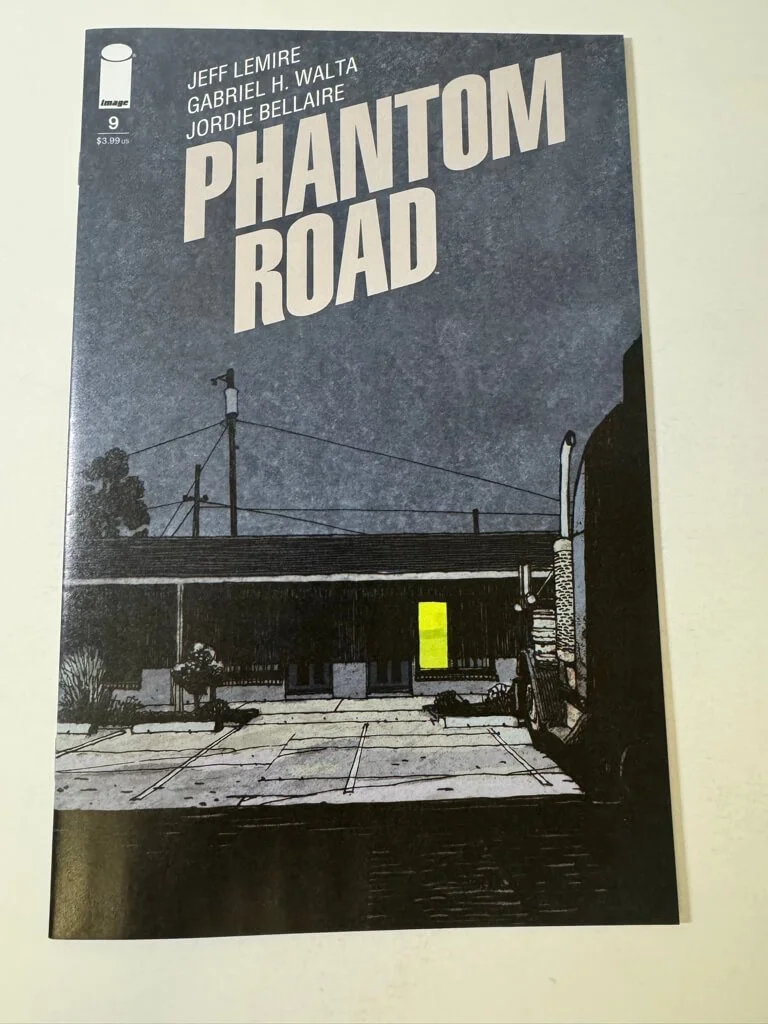 image
9
$3.99 US
JEFF LEMIRE
GABRIEL H. WALTA
JORDIE BELLAIRE
PHANTOM
ROAD